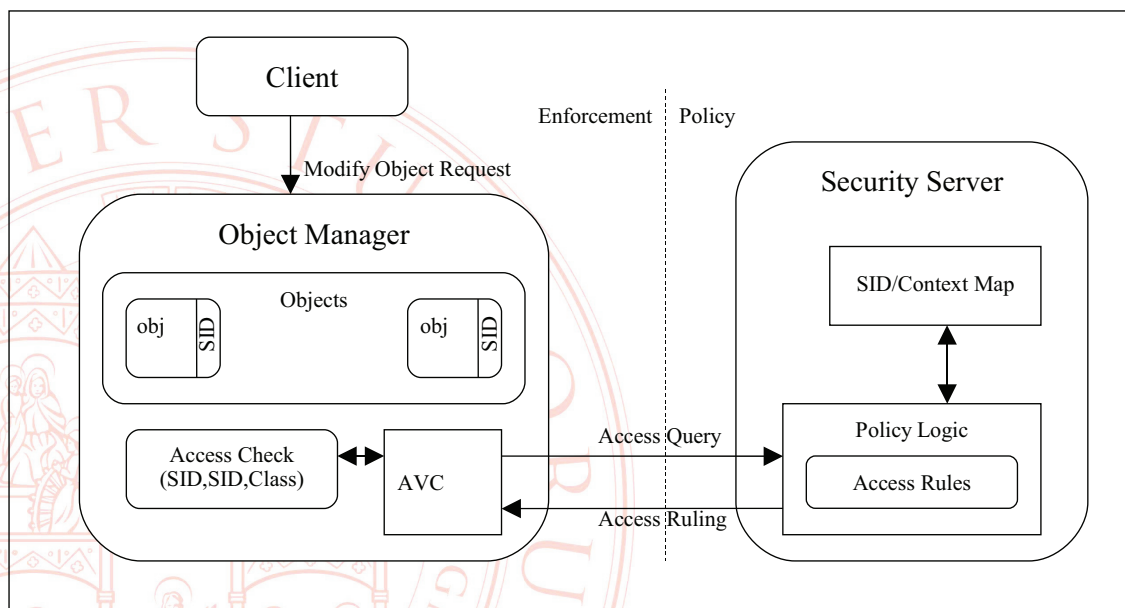 Client
Enforcement
Policy
Modify Object Request
Security Server
Object Manager
SID/Context Map
Objects
obj
SID
obj
SID
Access Check
(SID,SID,Class)
AVC
Access Query
Policy Logic
Access Rules
Access Ruling